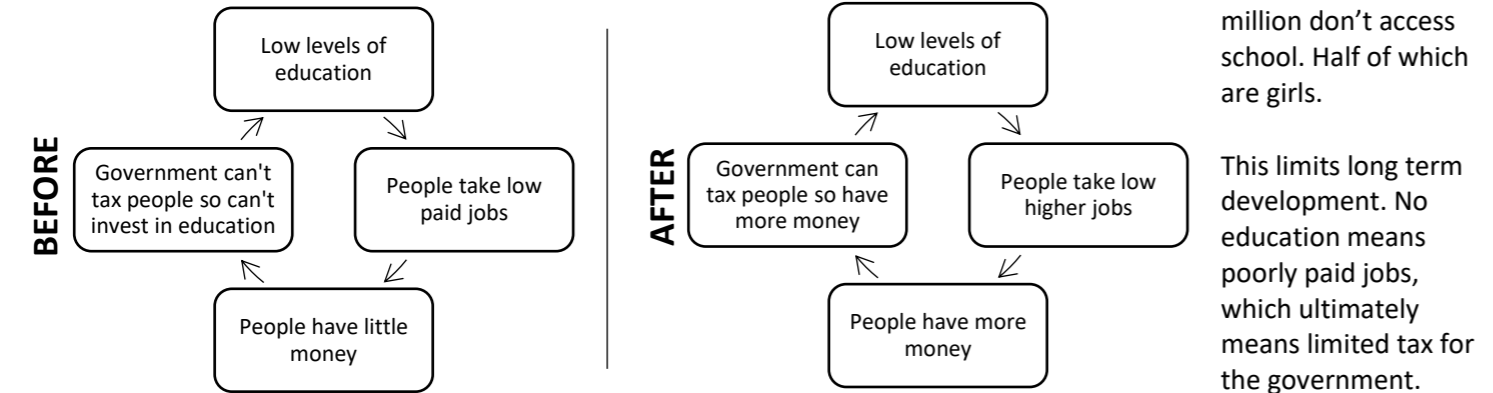 BEFORE
Low levels of
education
People take low
paid jobs
People have little
money
Government can't
tax people so can't
invest in education
AFTER
Low levels of
education
People take low
higher jobs
People have more
money
Government can
tax people so have
more money
million don’t access
school. Half of which
are girls.
This limits long term
development. No
education means
poorly paid jobs,
which ultimately
means limited tax for
the government.